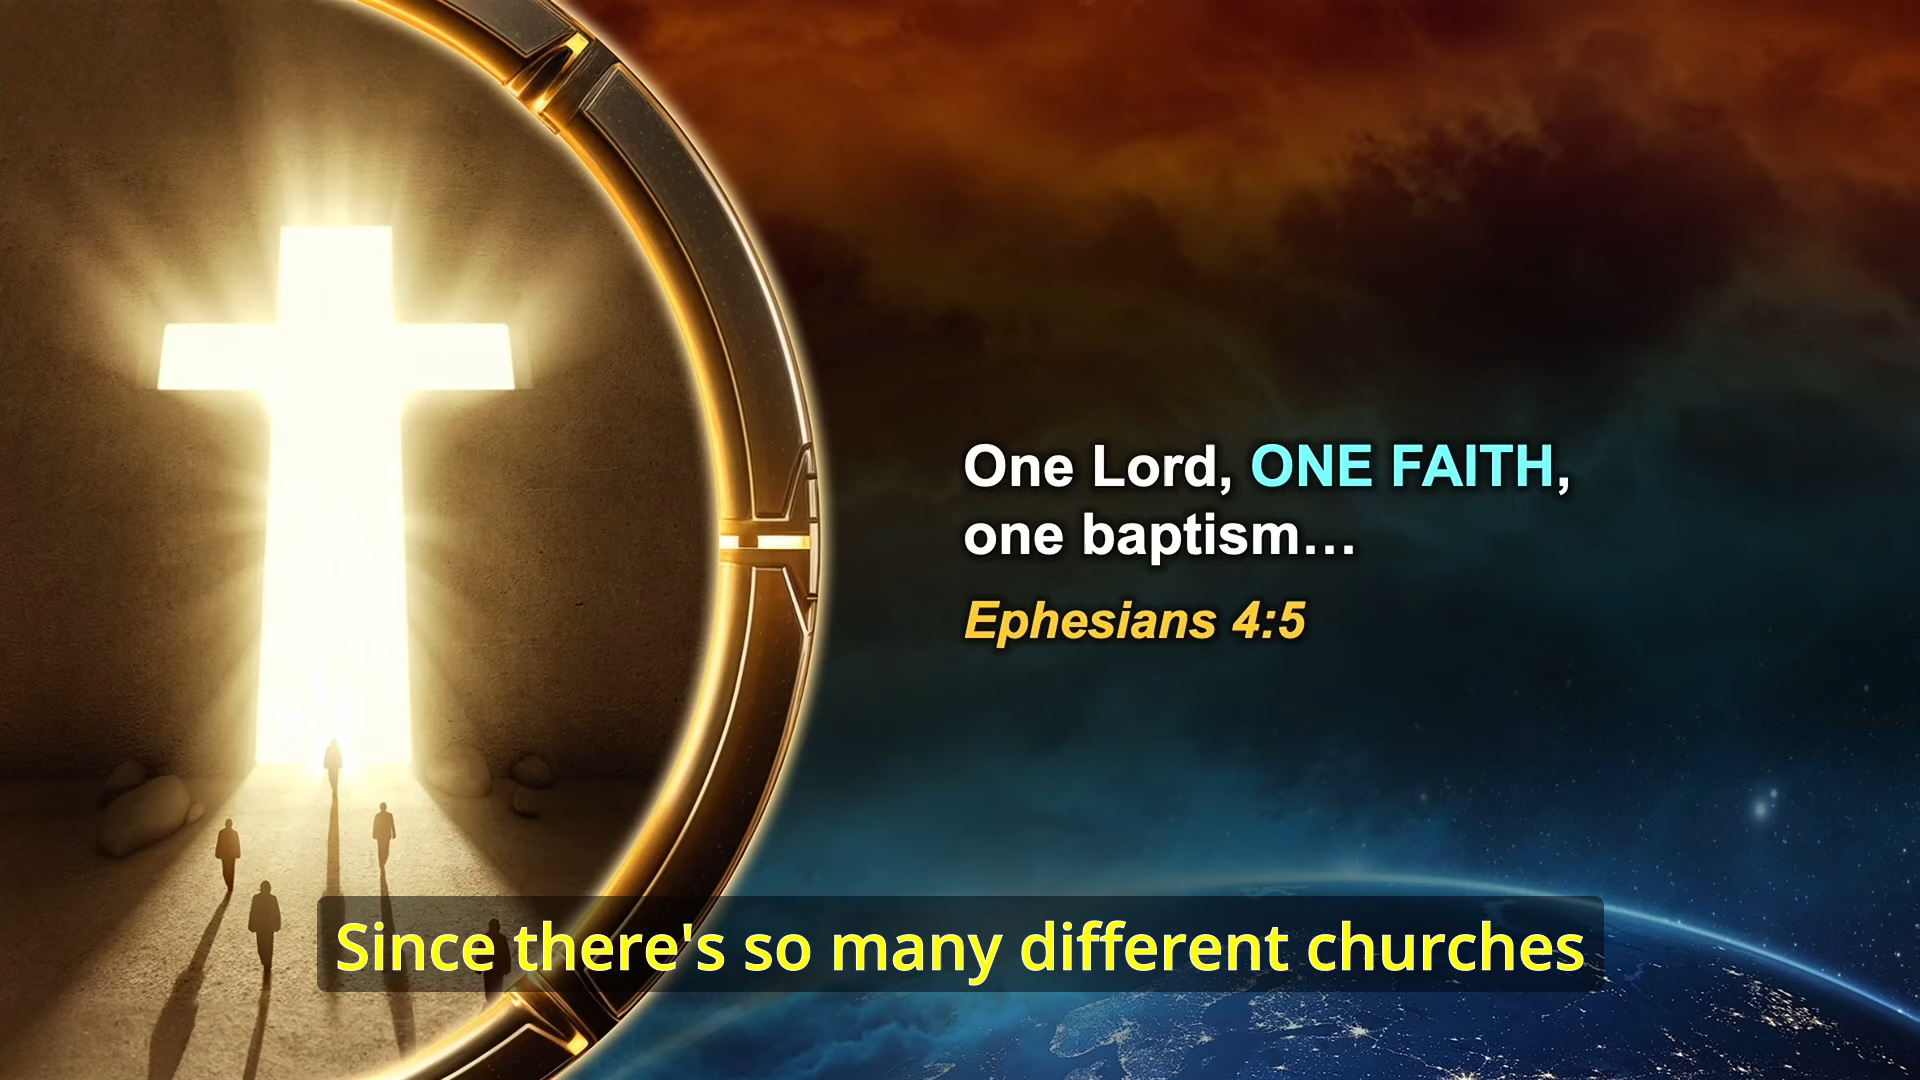 One Lord, ONE FAITH,
one baptism…
Ephesians 4:5
Since there's so many different churches